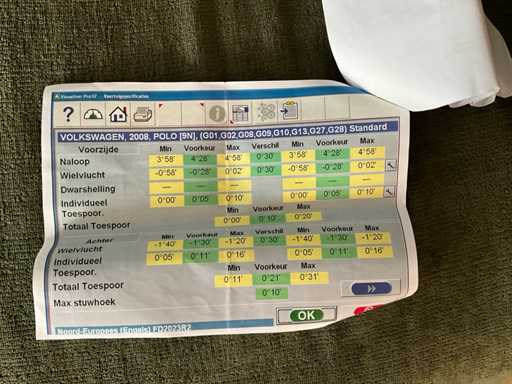 Visualiner Pro42 Voertuigspecificaties
VOLKSWAGEN, 2008, POLO [9N], (G01,G02,G08,G09,G10,G13,G27,G28) Standard
Voorzijde Min Voorkeur Max Verschil Min Voorkeur Max
Naloop 3°58' 4°28' 4°58' 0°30' 3°58' 4°28' 4°58'
Wielvlucht -0°58' -0°28' 0°02' 0°30' -0°58' -0°28' 0°02'
Dwarshelling --- --- --- --- --- ---
Individueel 0°00' 0°05' 0°10' 0°00' 0°05' 0°10'
Toespoor. Min Voorkeur Max
Totaal Toespoor 0°00' 0°10' 0°20'
Achter Min Voorkeur Max Verschil Min Voorkeur Max
Wielvlucht -1°40' -1°30' -1°20' 0°30' -1°40' -1°30' -1°20'
Individueel 0°05' 0°11' 0°16' 0°05' 0°11' 0°16'
Toespoor. Min Voorkeur Max
Totaal Toespoor 0°11' 0°21' 0°31'
Max stuwhoek 0°10'
OK
Noord-Europees (Engels) FD2023R2